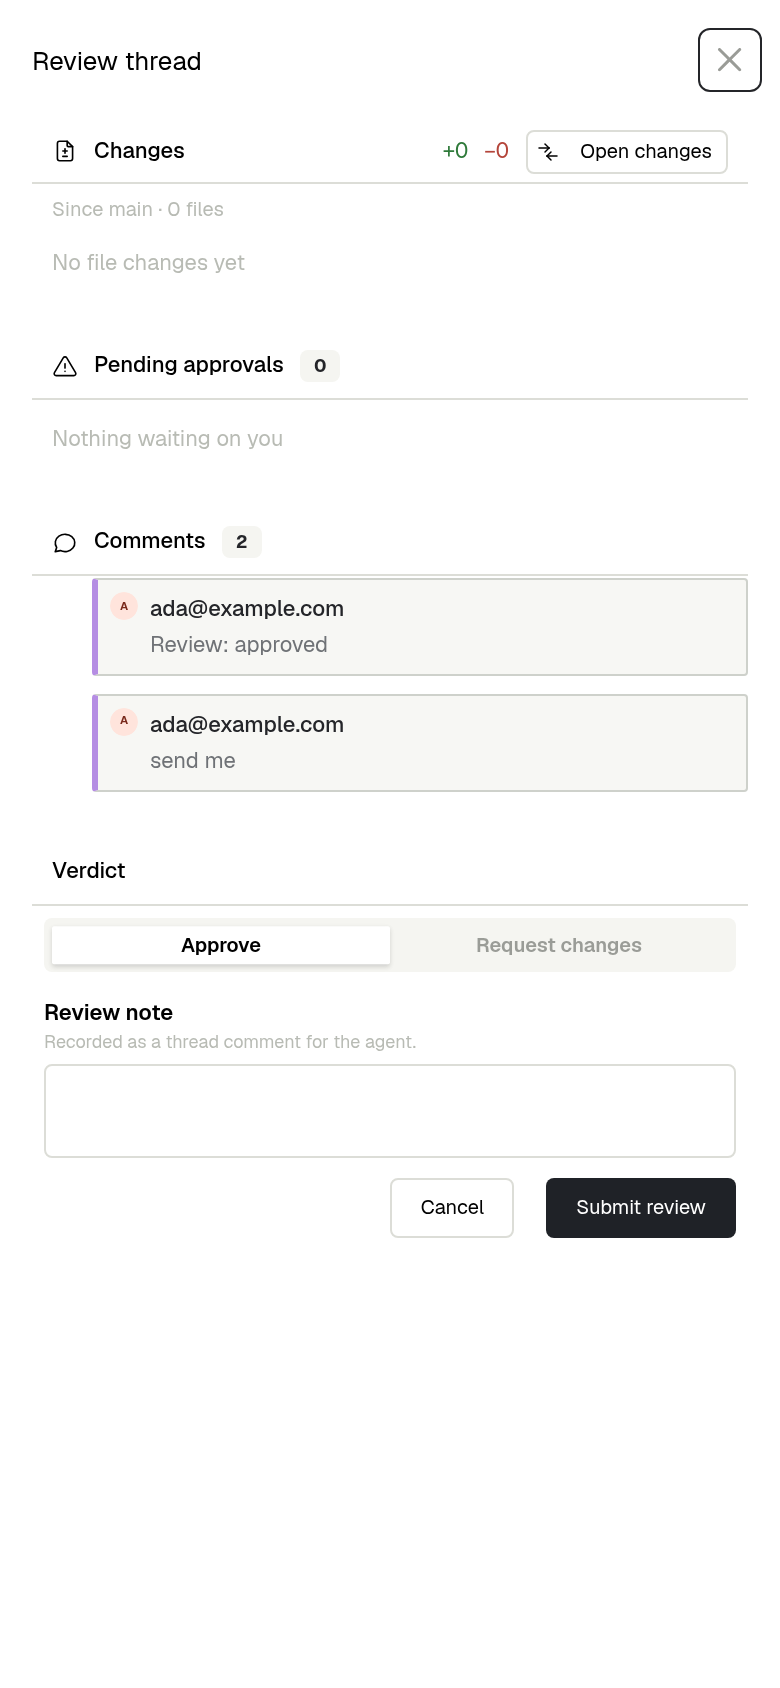 Review thread
Changes
+0 −0 Open changes
Since main · 0 files
No file changes yet
Pending approvals 0
Nothing waiting on you
Comments 2
A ada@example.com
Review: approved
A ada@example.com
send me
Verdict
Approve Request changes
Review note
Recorded as a thread comment for the agent.
Cancel Submit review